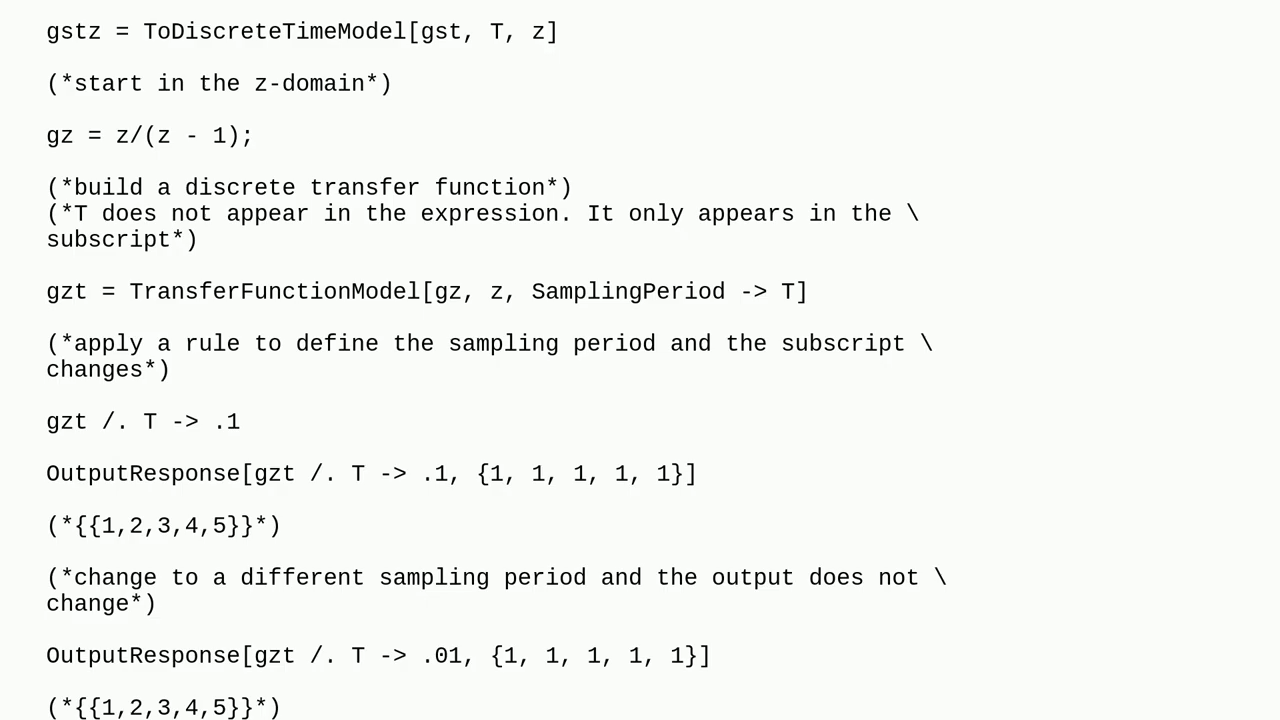 gstz = ToDiscreteTimeModel[gst, T, z]
(*start in the z-domain*)
gz = z/(z - 1);
(*build a discrete transfer function*)
(*T does not appear in the expression. It only appears in the \
subscript*)
gzt = TransferFunctionModel[gz, z, SamplingPeriod -> T]
(*apply a rule to define the sampling period and the subscript \
changes*)
gzt /. T -> .1
OutputResponse[gzt /. T -> .1, {1, 1, 1, 1, 1}]
(*{{1,2,3,4,5}}*)
(*change to a different sampling period and the output does not \
change*)
OutputResponse[gzt /. T -> .01, {1, 1, 1, 1, 1}]
(*{{1,2,3,4,5}}*)